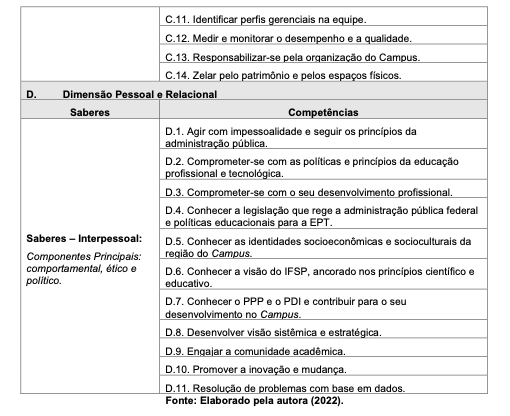 C.11. Identificar perfis gerenciais na equipe.
C.12. Medir e monitorar o desempenho e a qualidade.
C.13. Responsabilizar-se pela organização do Campus.
C.14. Zelar pelo patrimônio e pelos espaços físicos.
D. Dimensão Pessoal e Relacional
Saberes Competências
Saberes – Interpessoal:
Componentes Principais:
comportamental, ético e
político.
D.1. Agir com impessoalidade e seguir os princípios da
administração pública.
D.2. Comprometer-se com as políticas e princípios da educação
profissional e tecnológica.
D.3. Comprometer-se com o seu desenvolvimento profissional.
D.4. Conhecer a legislação que rege a administração pública federal
e políticas educacionais para a EPT.
D.5. Conhecer as identidades socioeconômicas e socioculturais da
região do Campus.
D.6. Conhecer a visão do IFSP, ancorado nos princípios científico e
educativo.
D.7. Conhecer o PPP e o PDI e contribuir para o seu
desenvolvimento no Campus.
D.8. Desenvolver visão sistêmica e estratégica.
D.9. Engajar a comunidade acadêmica.
D.10. Promover a inovação e mudança.
D.11. Resolução de problemas com base em dados.
Fonte: Elaborado pela autora (2022).